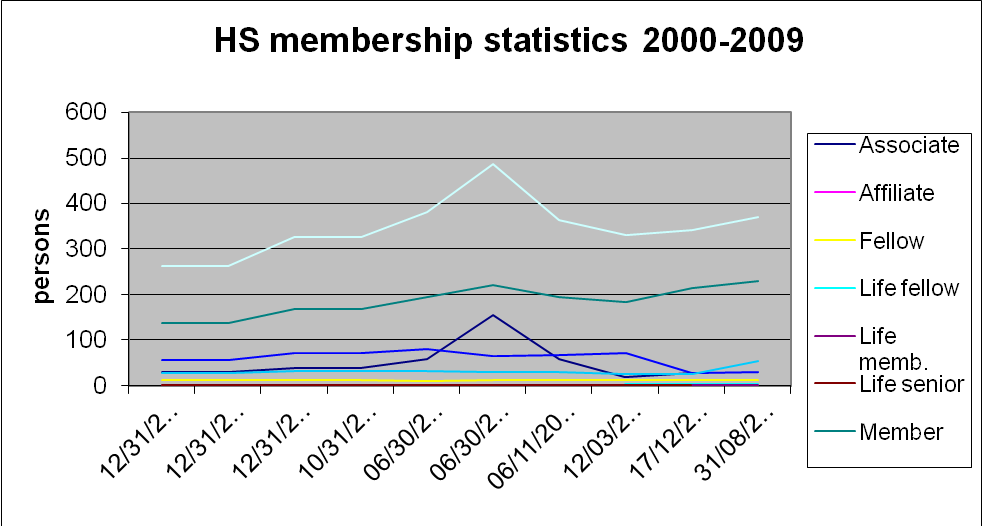 HS membership statistics 2000-2009
600
500
400
300
200
100
0
persons
12/31/2..
12/31/2..
12/31/2..
10/31/2..
06/30/2..
06/30/2..
06/11/20..
12/03/2..
17/12/2..
31/08/2..
Associate
Affiliate
Fellow
Life fellow
Life
memb.
Life senior
Member